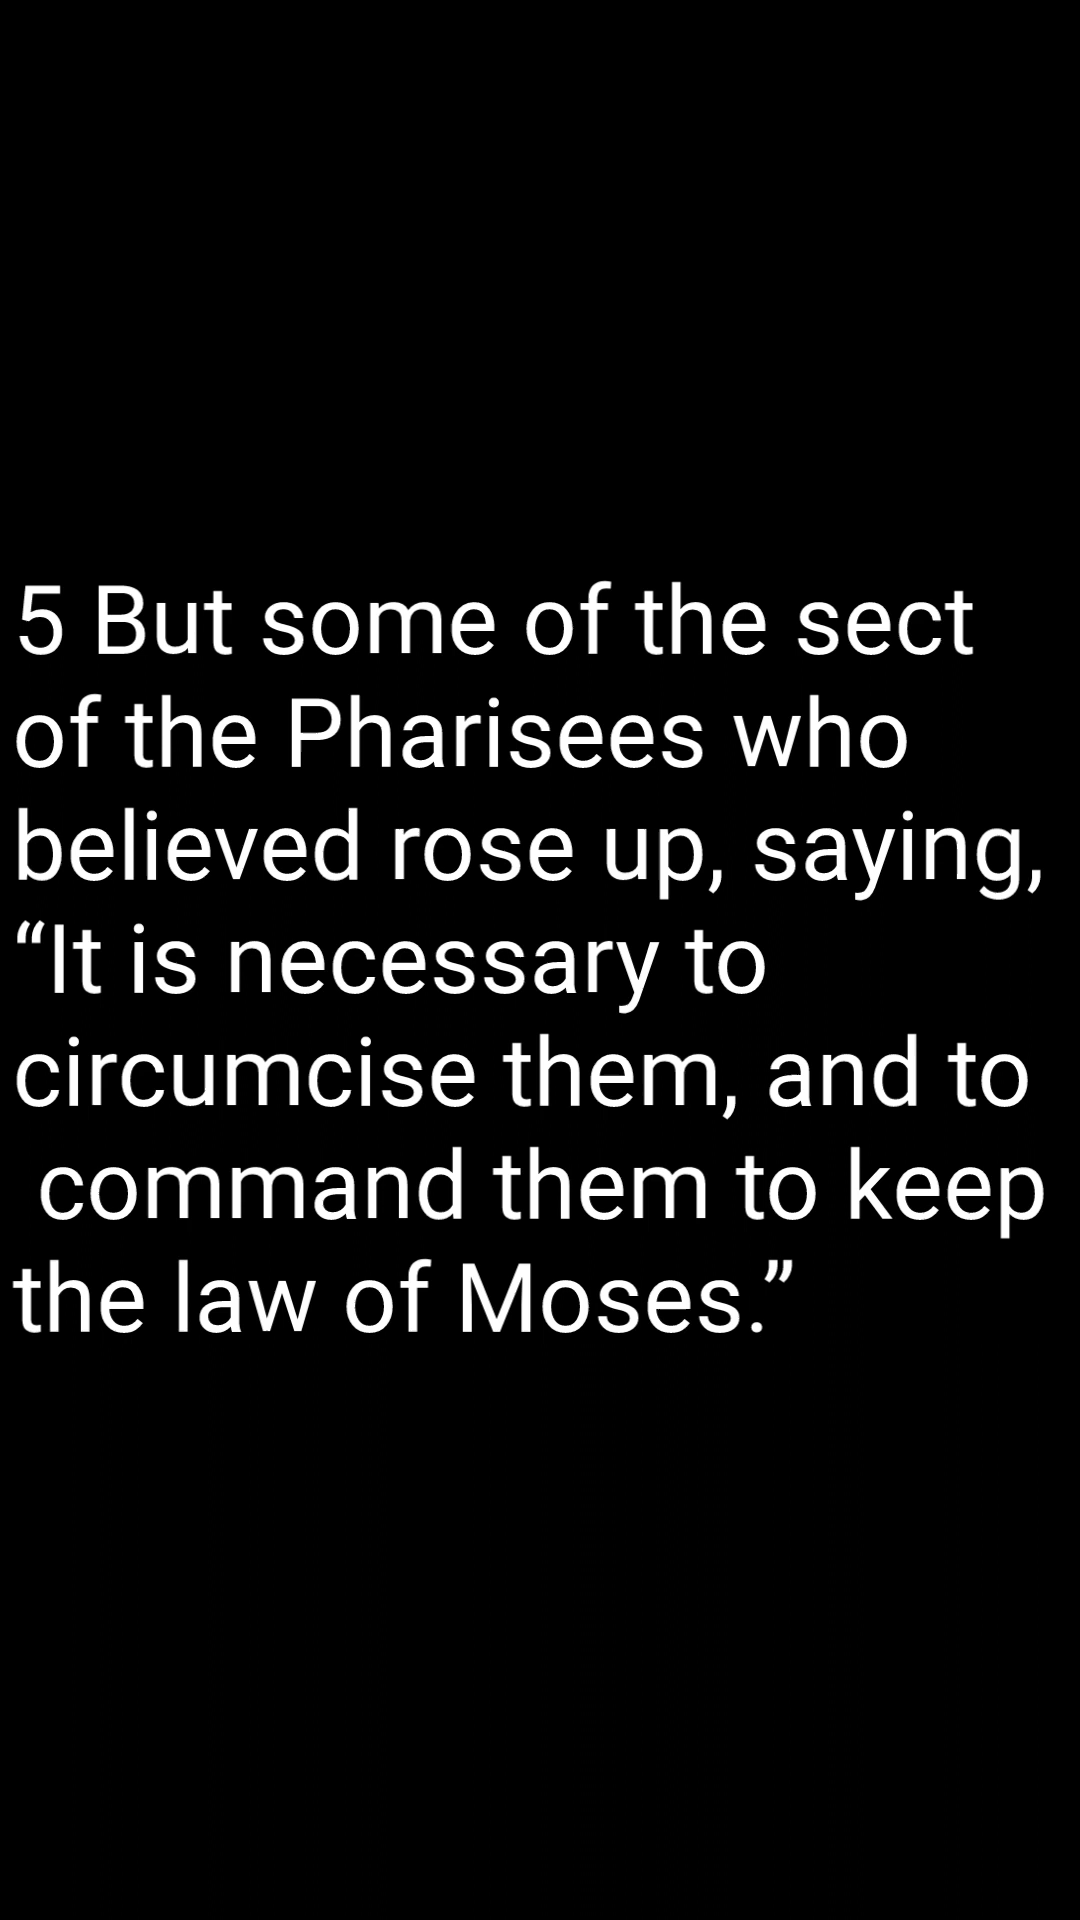 5 But some of the sect
of the Pharisees who
believed rose up, saying,
“It is necessary to
circumcise them, and to
command them to keep
the law of Moses.”